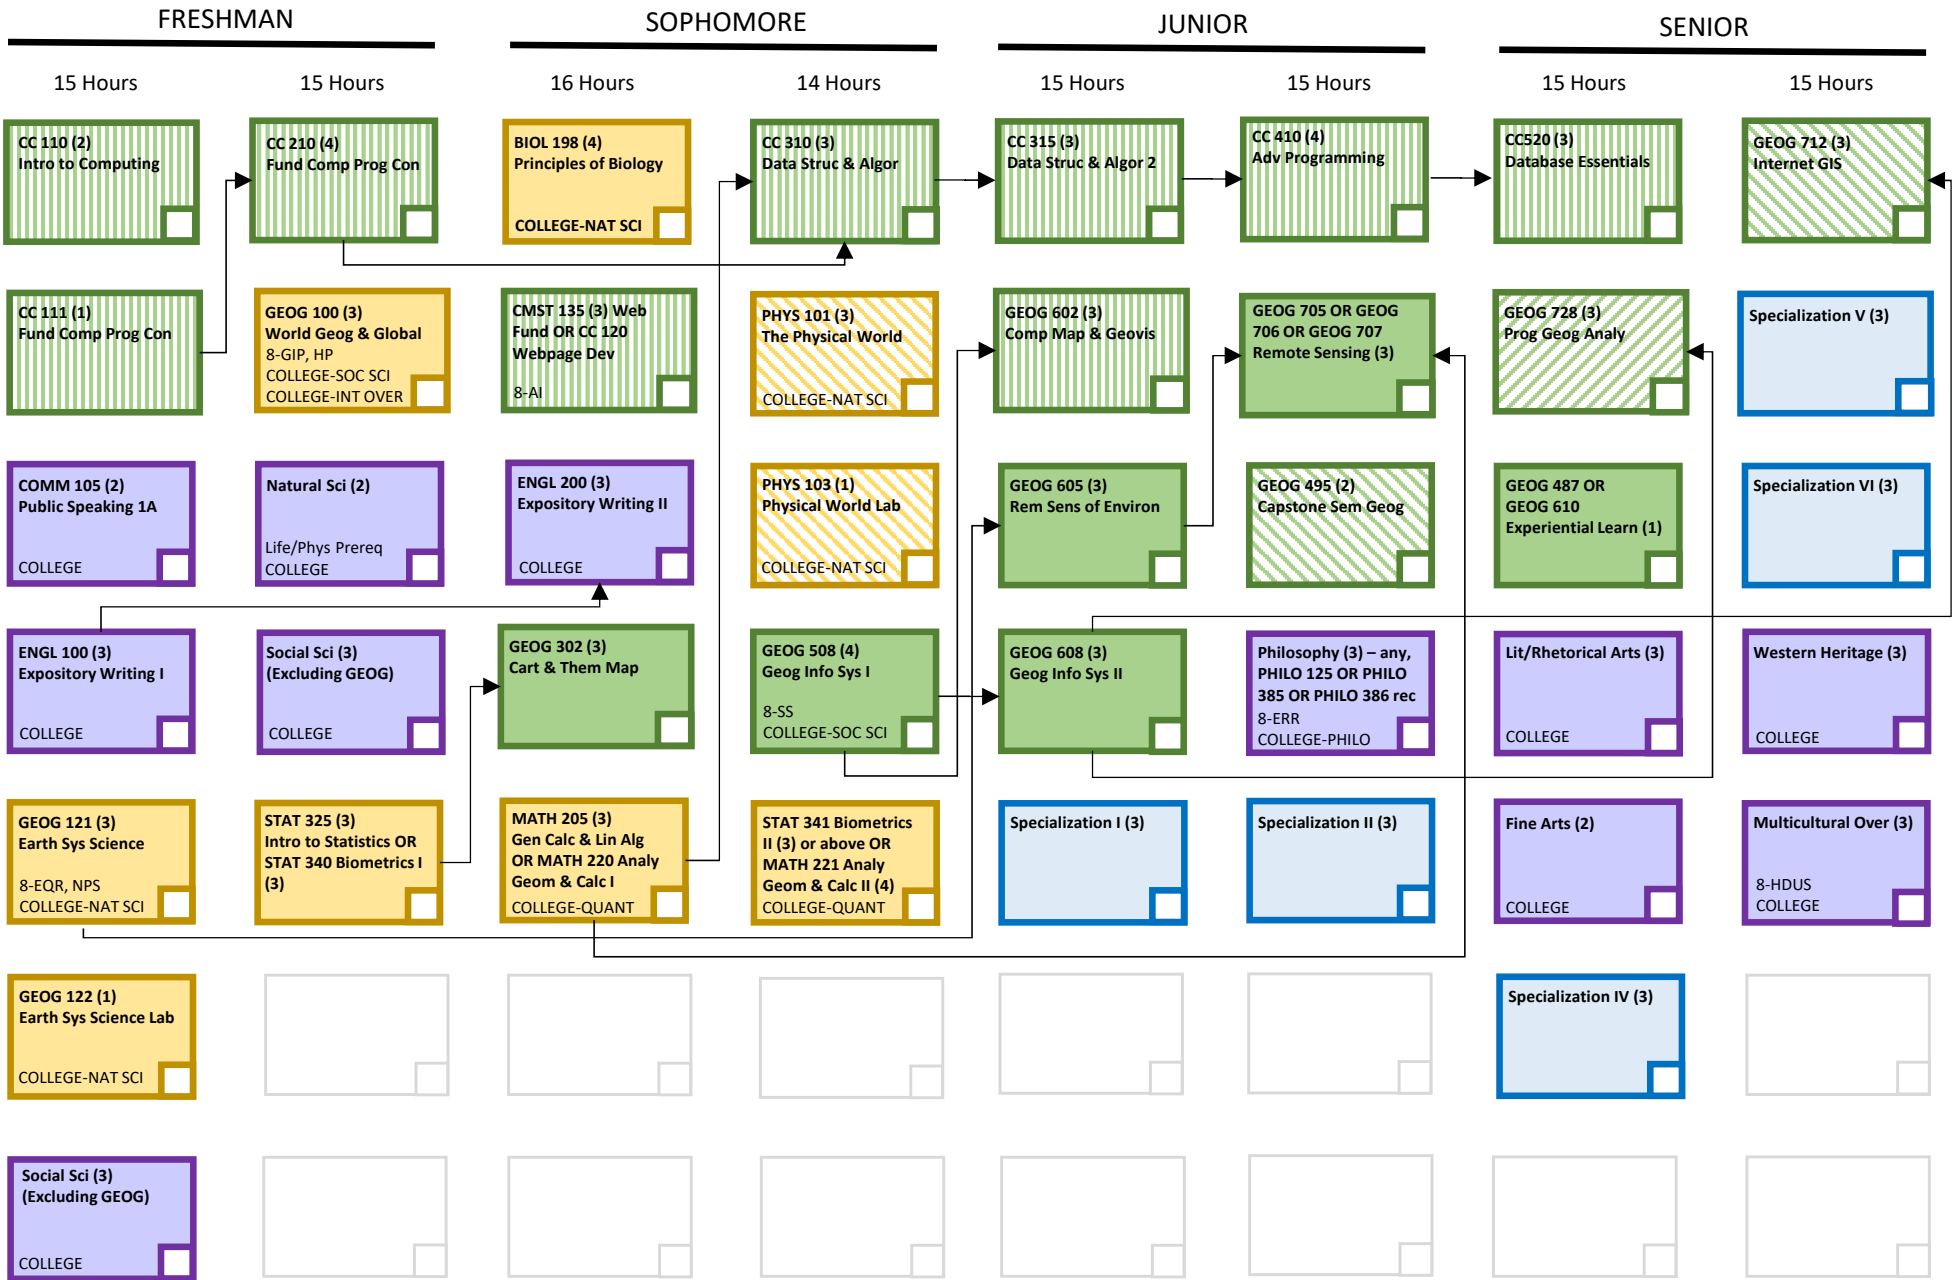 FRESHMAN
SOPHOMORE
JUNIOR
SENIOR
15 Hours
15 Hours
16 Hours
14 Hours
15 Hours
15 Hours
15 Hours
15 Hours
CC 110 (2)
Intro to Computing
CC 210 (4)
Fund Comp Prog Con
BIOL 198 (4)
Principles of Biology
COLLEGE-NAT SCI
CC 310 (3)
Data Struc & Algor
CC 315 (3)
Data Struc & Algor 2
CC 410 (4)
Adv Programming
CC520 (3)
Database Essentials
GEOG 712 (3)
Internet GIS
CC 111 (1)
Fund Comp Prog Con
GEOG 100 (3)
World Geog & Global
8-GIP, HP
COLLEGE-SOC SCI
COLLEGE-INT OVER
CMST 135 (3) Web
Fund OR CC 120
Webpage Dev
8-AI
PHYS 101 (3)
The Physical World
COLLEGE-NAT SCI
GEOG 602 (3)
Comp Map & Geovis
GEOG 705 OR GEOG
706 OR GEOG 707
Remote Sensing (3)
GEOG 728 (3)
Prog Geog Analy
Specialization V (3)
COMM 105 (2)
Public Speaking 1A
COLLEGE
Natural Sci (2)
Life/Phys Prereq
COLLEGE
ENGL 200 (3)
Expository Writing II
COLLEGE
PHYS 103 (1)
Physical World Lab
COLLEGE-NAT SCI
GEOG 605 (3)
Rem Sens of Environ
GEOG 495 (2)
Capstone Sem Geog
GEOG 487 OR
GEOG 610
Experiential Learn (1)
Specialization VI (3)
ENGL 100 (3)
Expository Writing I
COLLEGE
Social Sci (3)
(Excluding GEOG)
COLLEGE
GEOG 302 (3)
Cart & Them Map
GEOG 508 (4)
Geog Info Sys I
8-SS
COLLEGE-SOC SCI
GEOG 608 (3)
Geog Info Sys II
Philosophy (3) – any,
PHILO 125 OR PHILO
385 OR PHILO 386 rec
8-ERR
COLLEGE-PHILO
Lit/Rhetorical Arts (3)
COLLEGE
Western Heritage (3)
COLLEGE
GEOG 121 (3)
Earth Sys Science
8-EQR, NPS
COLLEGE-NAT SCI
STAT 325 (3)
Intro to Statistics OR
STAT 340 Biometrics I
(3)
MATH 205 (3)
Gen Calc & Lin Alg
OR MATH 220 Analy
Geom & Calc I
COLLEGE-QUANT
STAT 341 Biometrics
II (3) or above OR
MATH 221 Analy
Geom & Calc II (4)
COLLEGE-QUANT
Specialization I (3)
Specialization II (3)
Fine Arts (2)
COLLEGE
Multicultural Over (3)
8-HDUS
COLLEGE
GEOG 122 (1)
Earth Sys Science Lab
COLLEGE-NAT SCI
Specialization IV (3)
Social Sci (3)
(Excluding GEOG)
COLLEGE